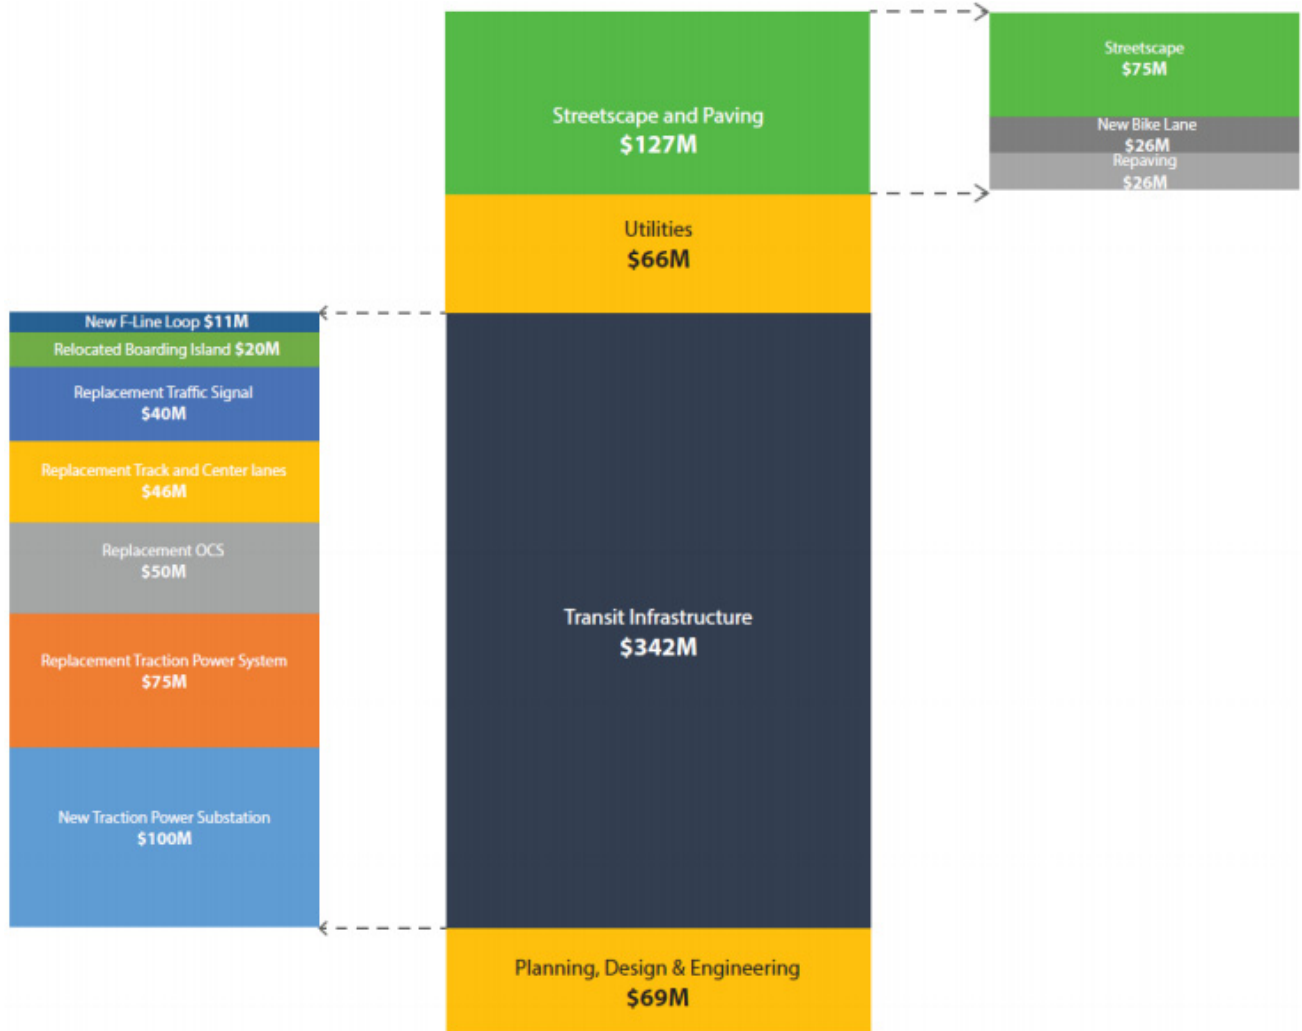 Streetscape and Paving
$127M
Utilities
$66M
Transit Infrastructure
$342M
Planning, Design & Engineering
$69M
Streetscape
$75M
New Bike Lane
$26M
Repaving
$26M
New F-Line Loop $11M
Relocated Boarding Island $20M
Replacement Traffic Signal
$40M
Replacement Track and Center lanes
$46M
Replacement OCS
$50M
Replacement Traction Power System
$75M
New Traction Power Substation
$100M